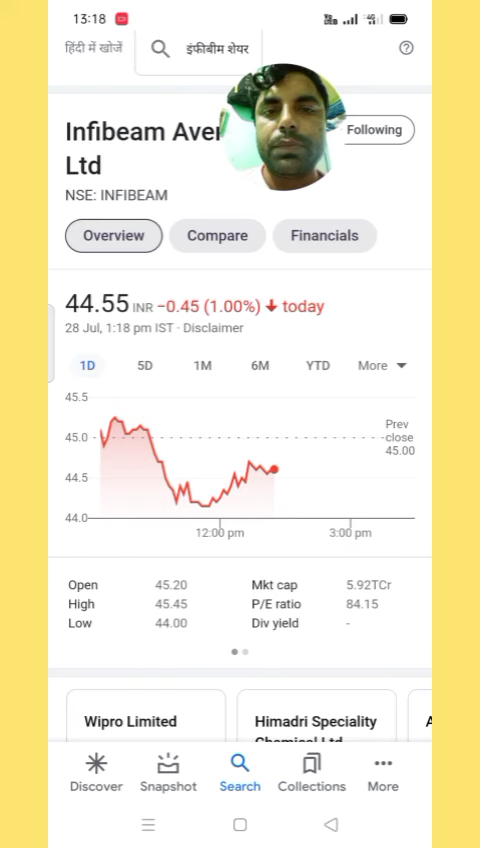 13:18
हिंदी में खोजें
इंफीबीम शेयर
Infibeam
Ltd
Following
NSE: INFIBEAM
Overview Compare Financials
44.55 INR −0.45 (1.00%) today
28 Jul, 1:18 pm IST · Disclaimer
1D 5D 1M 6M YTD More
45.5
45.0
44.5
44.0
Prev
close
45.00
12:00 pm 3:00 pm
Open 45.20 Mkt cap 5.92TCr
High 45.45 P/E ratio 84.15
Low 44.00 Div yield -
Wipro Limited Himadri Speciality
Chemical Ltd
Discover Snapshot Search Collections More